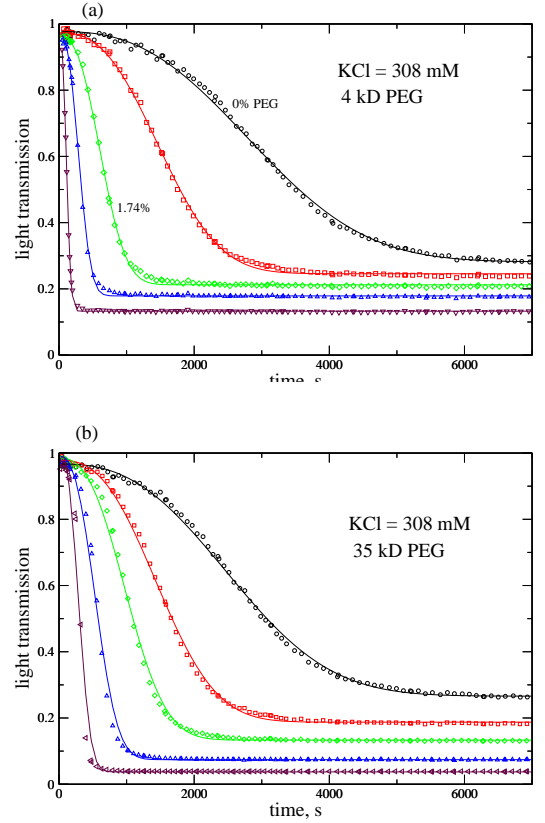 (a)
1
0.8
0.6
0.4
0.2
0
light transmission
KCl = 308 mM
4 kD PEG
0% PEG
1.74%
0 2000 4000 6000
time, s
(b)
1
0.8
0.6
0.4
0.2
0
light transmission
KCl = 308 mM
35 kD PEG
0 2000 4000 6000
time, s